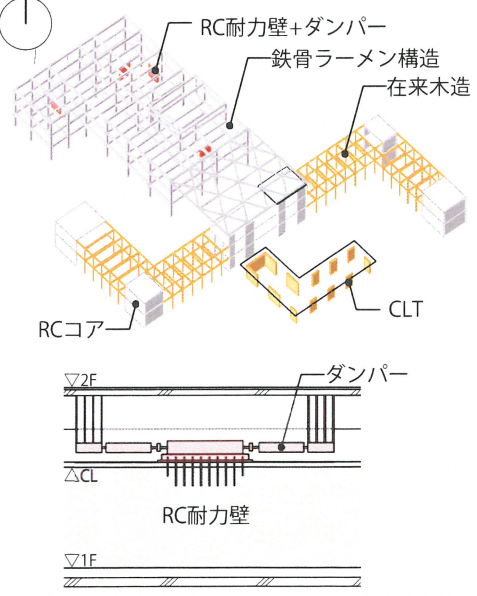 RC耐力壁+ダンパー
鉄骨ラーメン構造
在来木造
CLT
RCコア
ダンパー
▽2F
△CL
RC耐力壁
▽1F